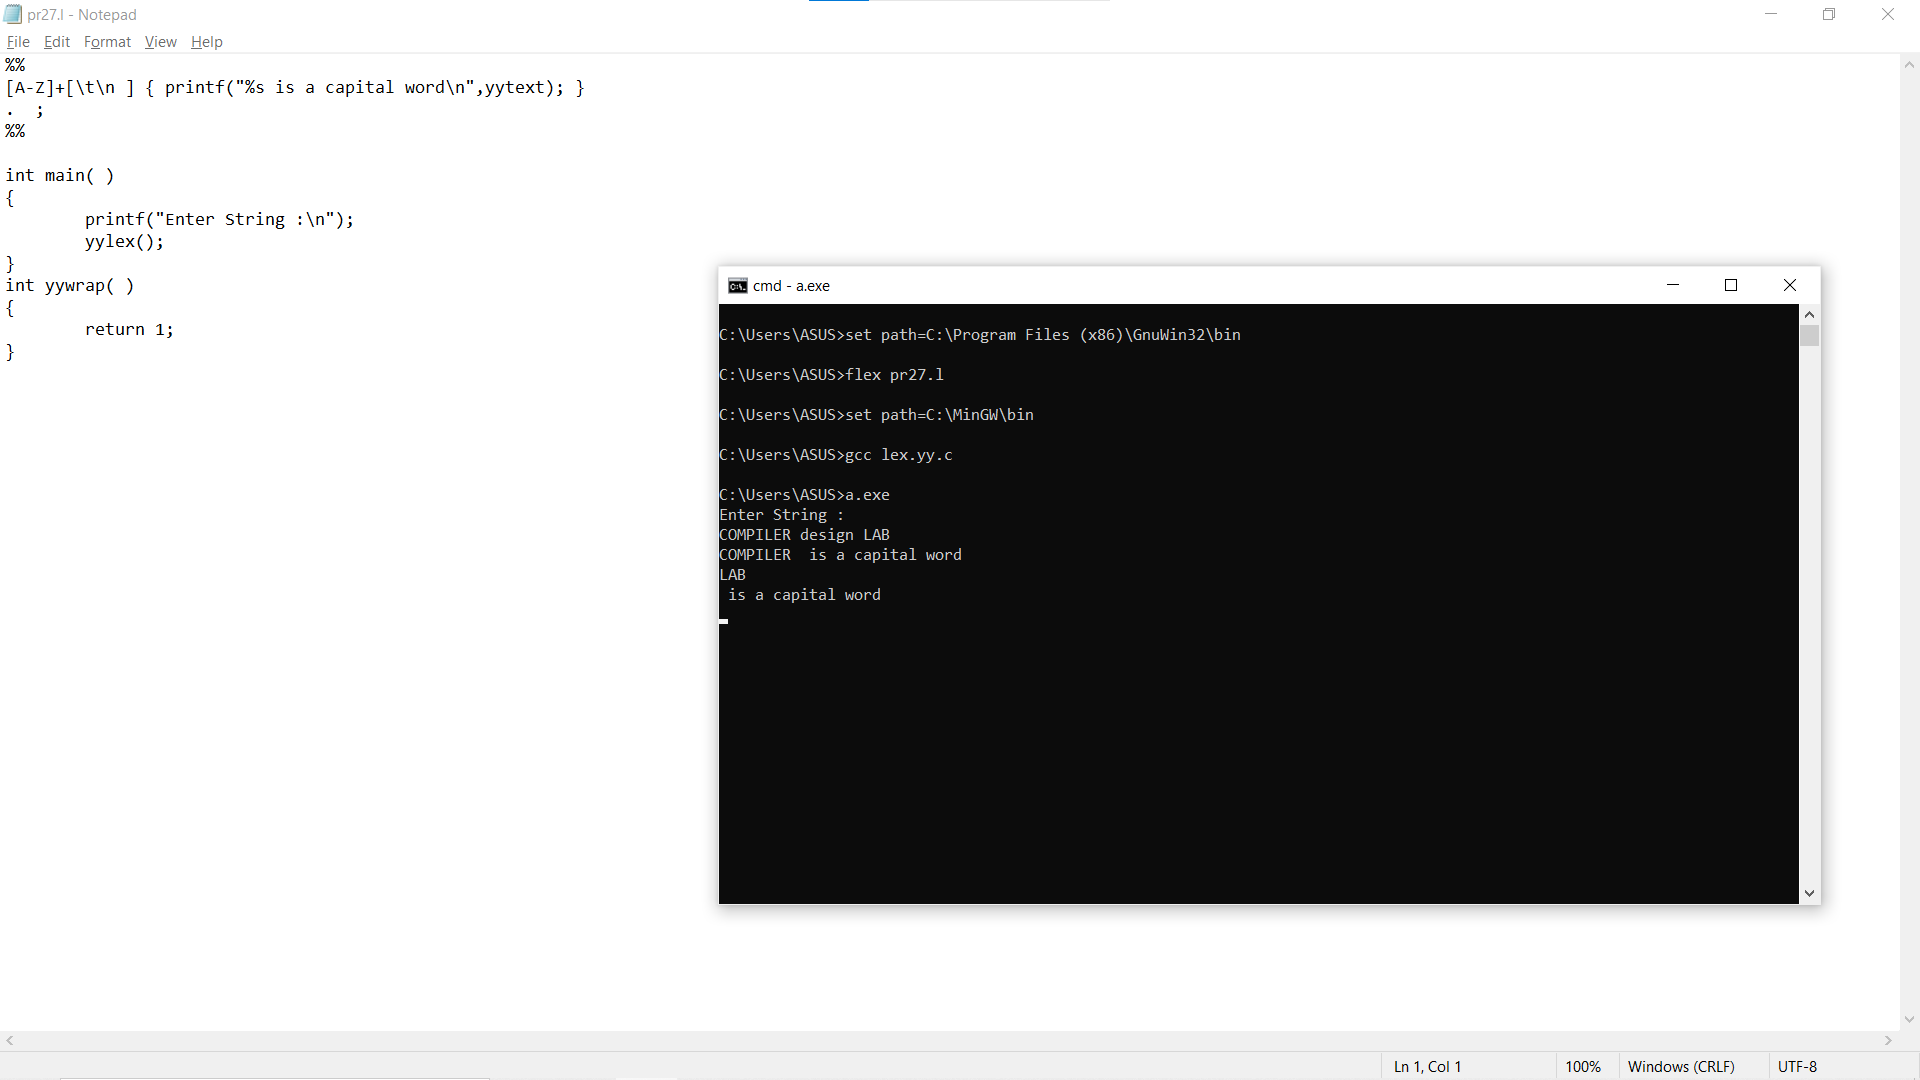 pr27.l - Notepad
File Edit Format View Help
%%
[A-Z]+[\t\n ] { printf("%s is a capital word\n",yytext); }
.  ;
%%
int main( )
{
        printf("Enter String :\n");
        yylex();
}
int yywrap( )
{
        return 1;
}
C:\. cmd - a.exe
C:\Users\ASUS>set path=C:\Program Files (x86)\GnuWin32\bin
C:\Users\ASUS>flex pr27.l
C:\Users\ASUS>set path=C:\MinGW\bin
C:\Users\ASUS>gcc lex.yy.c
C:\Users\ASUS>a.exe
Enter String :
COMPILER design LAB
COMPILER  is a capital word
LAB
 is a capital word
Ln 1, Col 1 100% Windows (CRLF) UTF-8